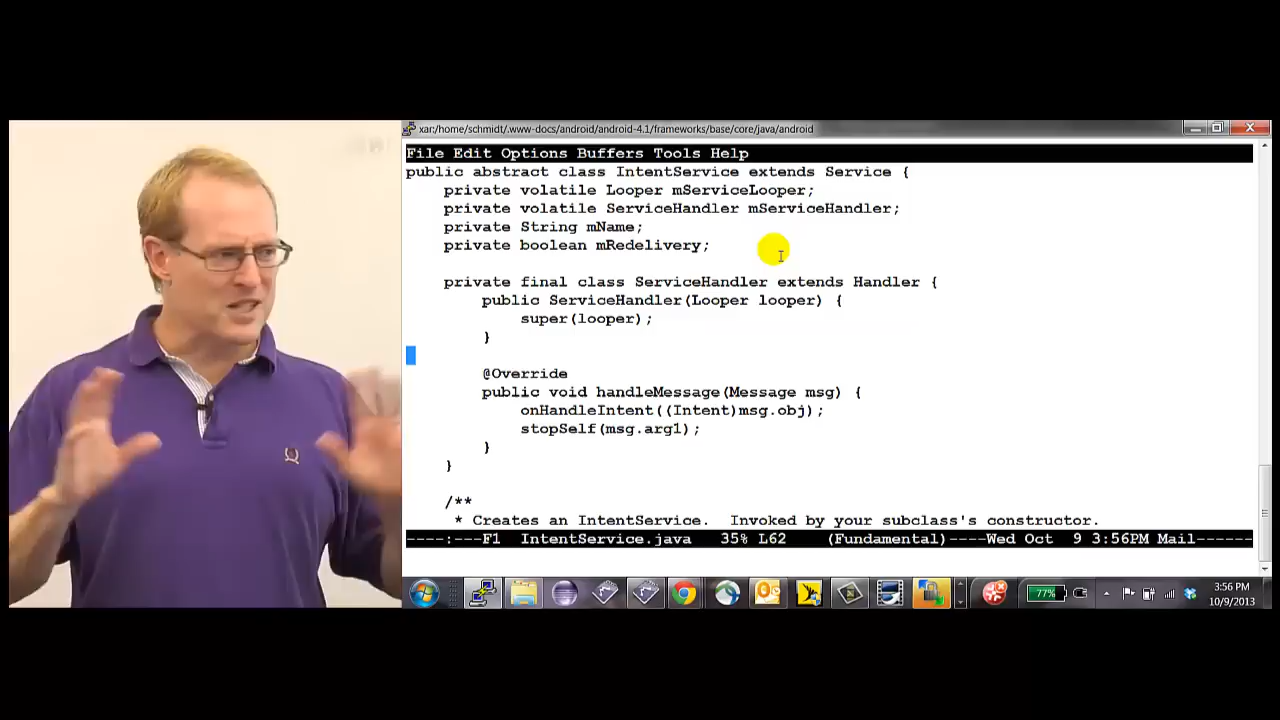 xar:/home/schmidt/.www-docs/android/android-4.1/frameworks/base/core/java/android
File Edit Options Buffers Tools Help
public abstract class IntentService extends Service {
    private volatile Looper mServiceLooper;
    private volatile ServiceHandler mServiceHandler;
    private String mName;
    private boolean mRedelivery;
    private final class ServiceHandler extends Handler {
        public ServiceHandler(Looper looper) {
            super(looper);
        }
        @Override
        public void handleMessage(Message msg) {
            onHandleIntent((Intent)msg.obj);
            stopSelf(msg.arg1);
        }
    }
    /**
     * Creates an IntentService.  Invoked by your subclass's constructor.
----:---F1  IntentService.java   35% L62    (Fundamental)----Wed Oct  9 3:56PM Mail------
77%
3:56 PM
10/9/2013